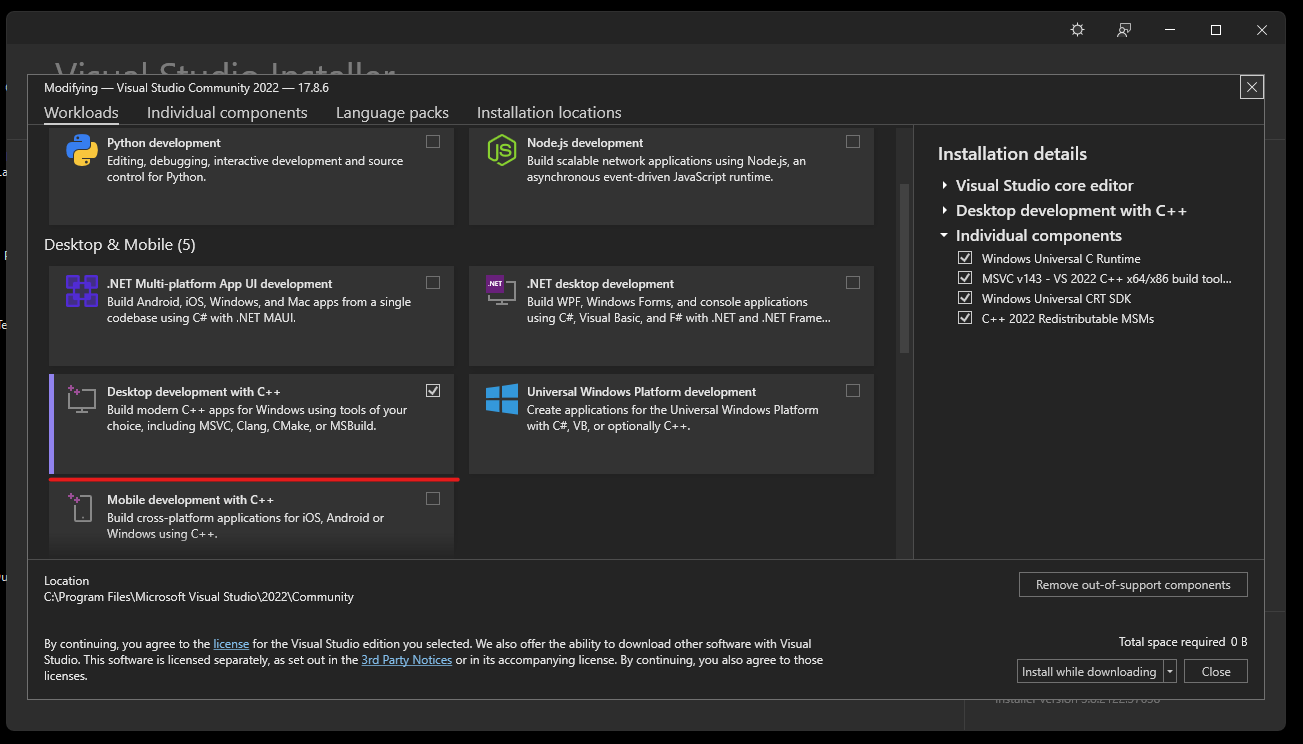 Visual Studio Installer
Modifying — Visual Studio Community 2022 — 17.8.6
Workloads
Individual components
Language packs
Installation locations
Python development
Editing, debugging, interactive development and source
control for Python.
Node.js development
Build scalable network applications using Node.js, an
asynchronous event-driven JavaScript runtime.
Desktop & Mobile (5)
.NET Multi-platform App UI development
Build Android, iOS, Windows, and Mac apps from a single
codebase using C# with .NET MAUI.
.NET
.NET desktop development
Build WPF, Windows Forms, and console applications
using C#, Visual Basic, and F# with .NET and .NET Frame...
Desktop development with C++
Build modern C++ apps for Windows using tools of your
choice, including MSVC, Clang, CMake, or MSBuild.
Universal Windows Platform development
Create applications for the Universal Windows Platform
with C#, VB, or optionally C++.
Mobile development with C++
Build cross-platform applications for iOS, Android or
Windows using C++.
Installation details
Visual Studio core editor
Desktop development with C++
Individual components
Windows Universal C Runtime
MSVC v143 - VS 2022 C++ x64/x86 build tool...
Windows Universal CRT SDK
C++ 2022 Redistributable MSMs
Location
C:\Program Files\Microsoft Visual Studio\2022\Community
Remove out-of-support components
By continuing, you agree to the license for the Visual Studio edition you selected. We also offer the ability to download other software with Visual
Studio. This software is licensed separately, as set out in the 3rd Party Notices or in its accompanying license. By continuing, you also agree to those
licenses.
Total space required 0 B
Install while downloading
Close